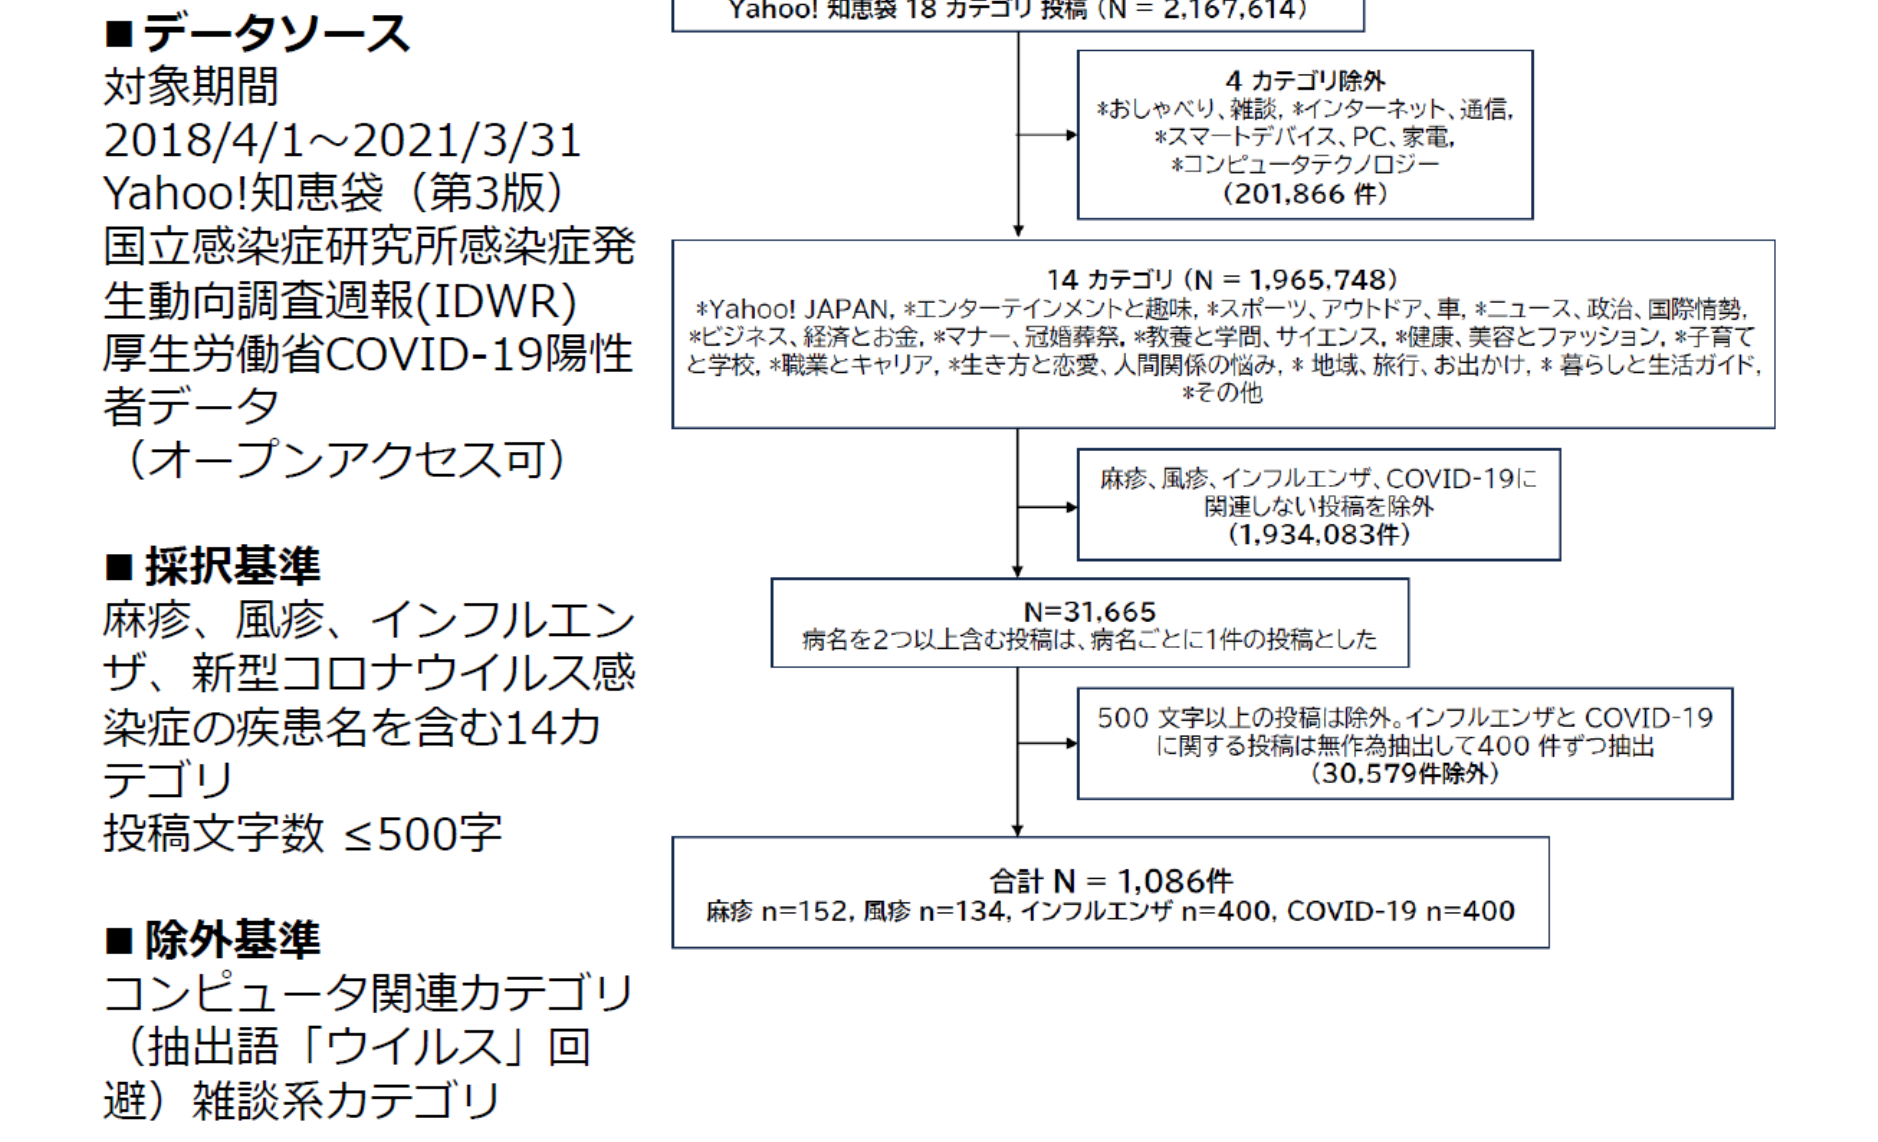 ■ データソース
対象期間
2018/4/1～2021/3/31
Yahoo!知恵袋（第3版）
国立感染症研究所感染症発
生動向調査週報(IDWR)
厚生労働省COVID-19陽性
者データ
（オープンアクセス可）
■ 採択基準
麻疹、風疹、インフルエン
ザ、新型コロナウイルス感
染症の疾患名を含む14カ
テゴリ
投稿文字数 ≤500字
■ 除外基準
コンピュータ関連カテゴリ
（抽出語「ウイルス」回
避）雑談系カテゴリ
Yahoo! 知恵袋 18 カテゴリ 投稿（N = 2,167,614）
4 カテゴリ除外
*おしゃべり、雑談, *インターネット、通信,
*スマートデバイス、PC、家電,
*コンピュータテクノロジー
（201,866 件）
14 カテゴリ（N = 1,965,748）
*Yahoo! JAPAN, *エンターテインメントと趣味, *スポーツ、アウトドア、車, *ニュース、政治、国際情勢,
*ビジネス、経済とお金, *マナー、冠婚葬祭, *教養と学問、サイエンス, *健康、美容とファッション, *子育て
と学校, *職業とキャリア, *生き方と恋愛、人間関係の悩み, * 地域、旅行、お出かけ, * 暮らしと生活ガイド,
*その他
麻疹、風疹、インフルエンザ、COVID-19に
関連しない投稿を除外
（1,934,083件）
N=31,665
病名を2つ以上含む投稿は、病名ごとに1件の投稿とした
500 文字以上の投稿は除外。インフルエンザと COVID-19
に関する投稿は無作為抽出して400 件ずつ抽出
（30,579件除外）
合計 N = 1,086件
麻疹 n=152, 風疹 n=134, インフルエンザ n=400, COVID-19 n=400